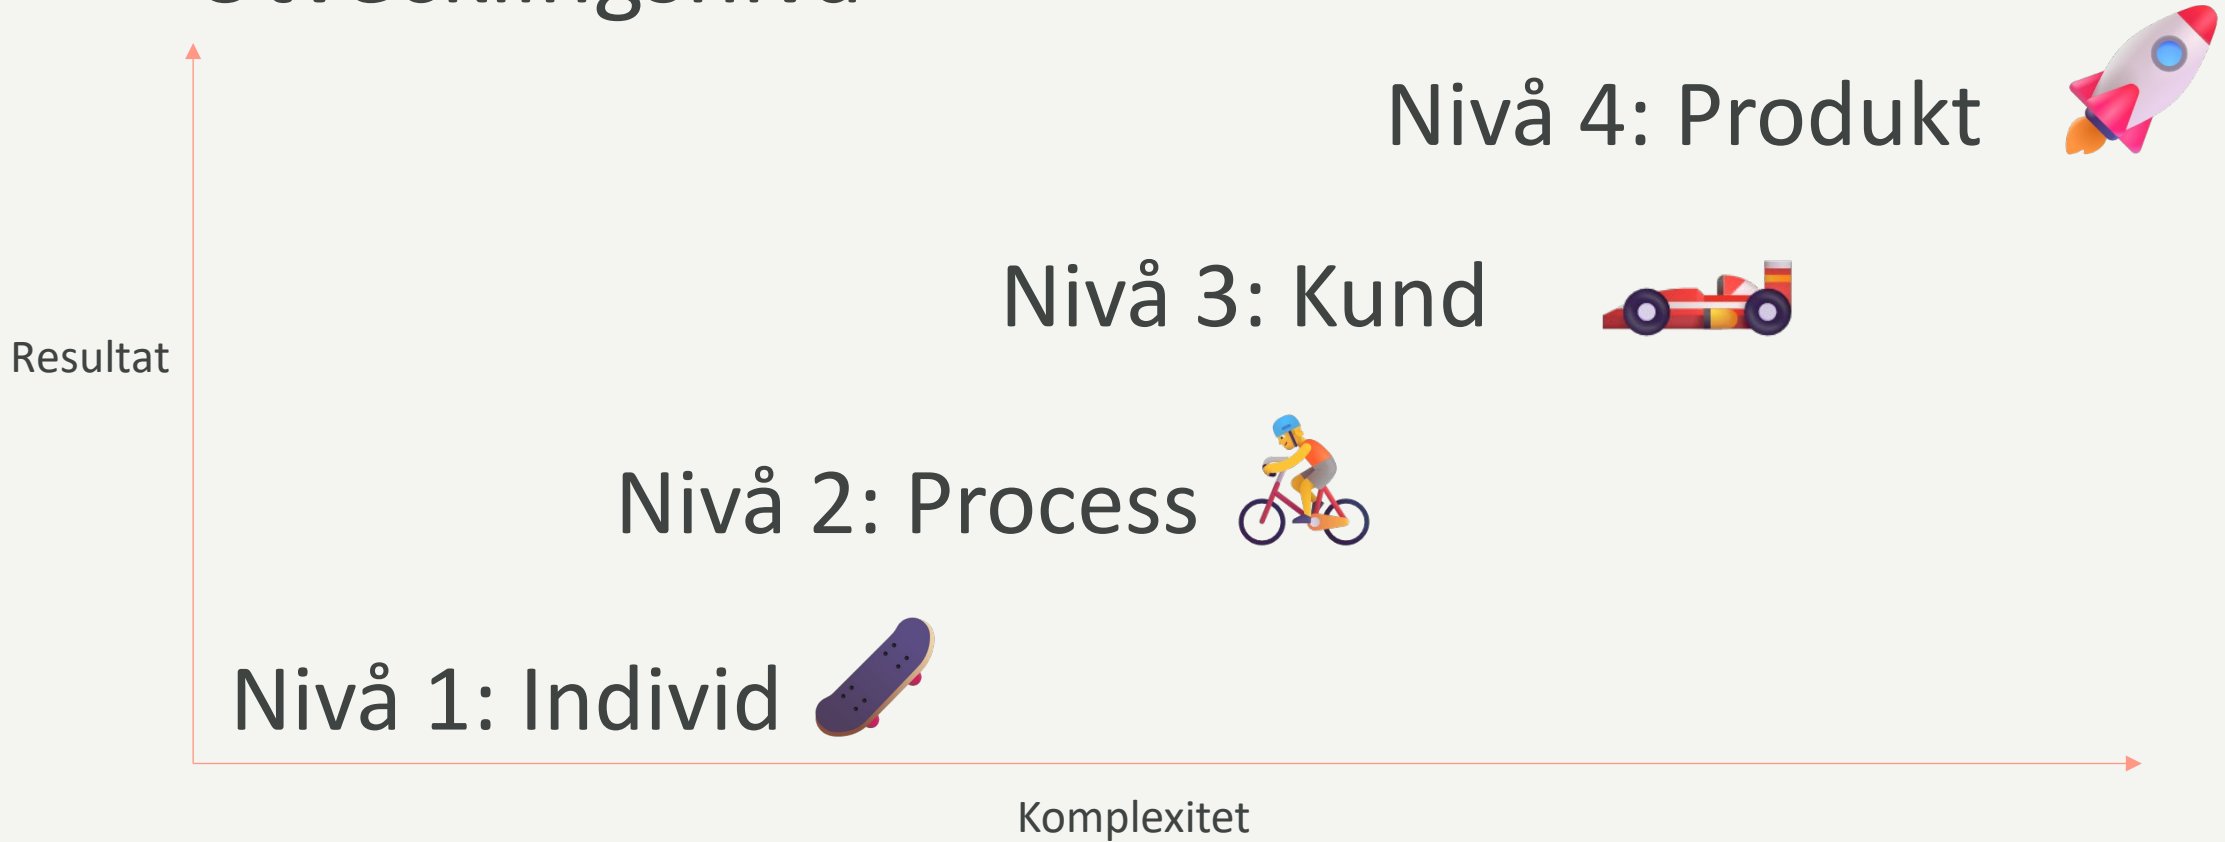 Nivå 4: Produkt
Nivå 3: Kund
Resultat
Nivå 2: Process
Nivå 1: Individ
Komplexitet